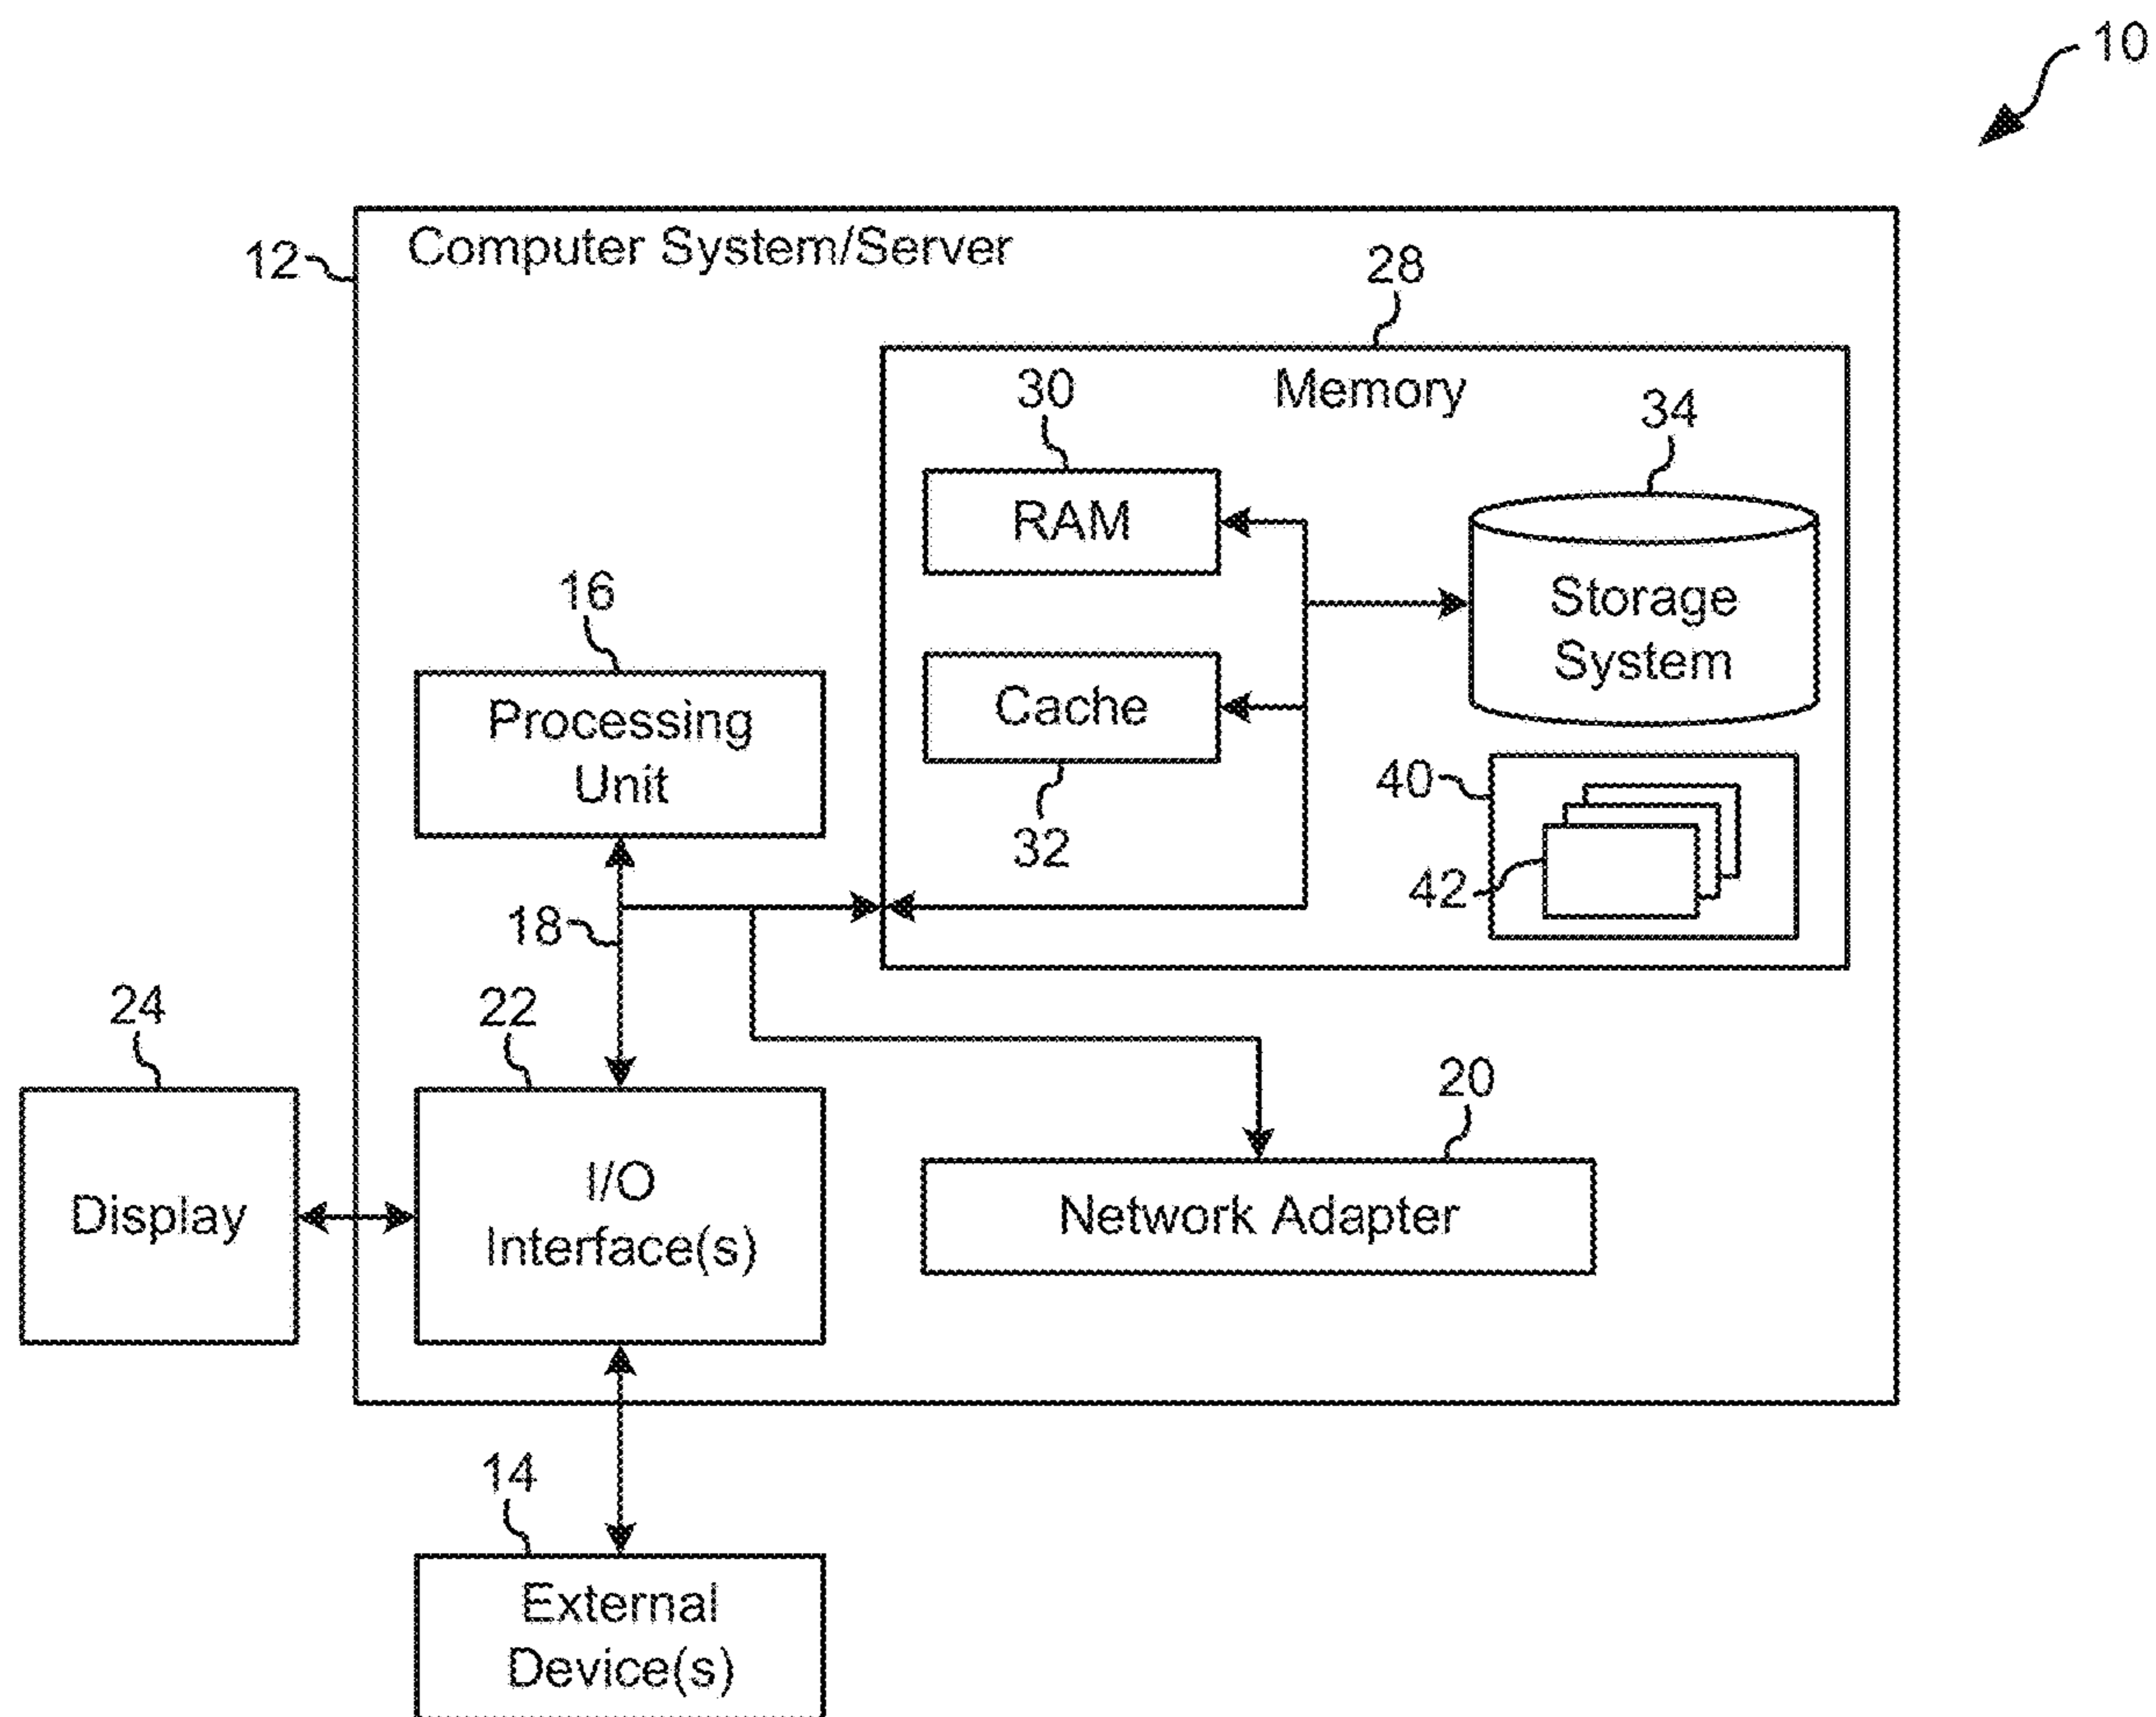 10
12
Computer System/Server
28
Memory
30
34
RAM
Storage
System
16
Processing
Unit
Cache
32
40
42
18
24
22
20
Display
I/O
Interface(s)
Network Adapter
14
External
Device(s)